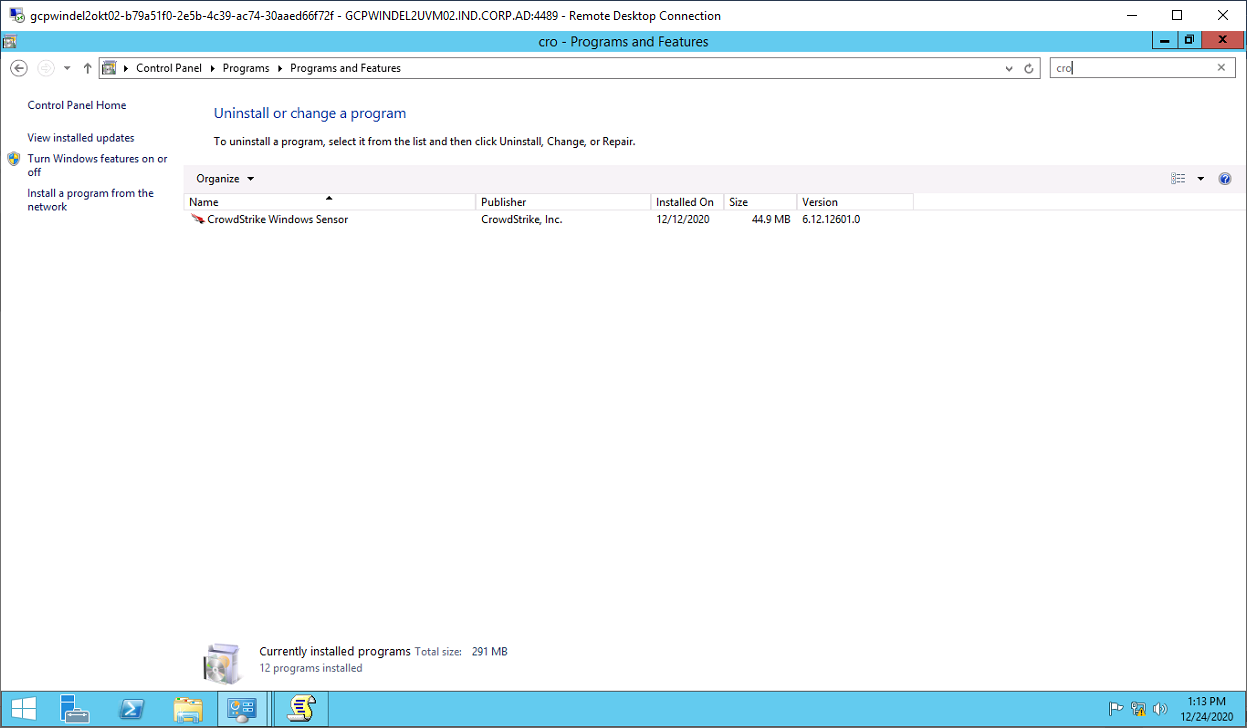 gcpwindel2okt02-b79a51f0-2e5b-4c39-ac74-30aaed66f72f - GCPWINDEL2UVM02.IND.CORP.AD:4489 - Remote Desktop Connection
cro - Programs and Features
Control Panel Programs Programs and Features
cro
Control Panel Home
View installed updates
Turn Windows features on or
off
Install a program from the
network
Uninstall or change a program
To uninstall a program, select it from the list and then click Uninstall, Change, or Repair.
Organize
Name Publisher Installed On Size Version
CrowdStrike Windows Sensor CrowdStrike, Inc. 12/12/2020 44.9 MB 6.12.12601.0
Currently installed programs Total size: 291 MB
12 programs installed
1:13 PM
12/24/2020